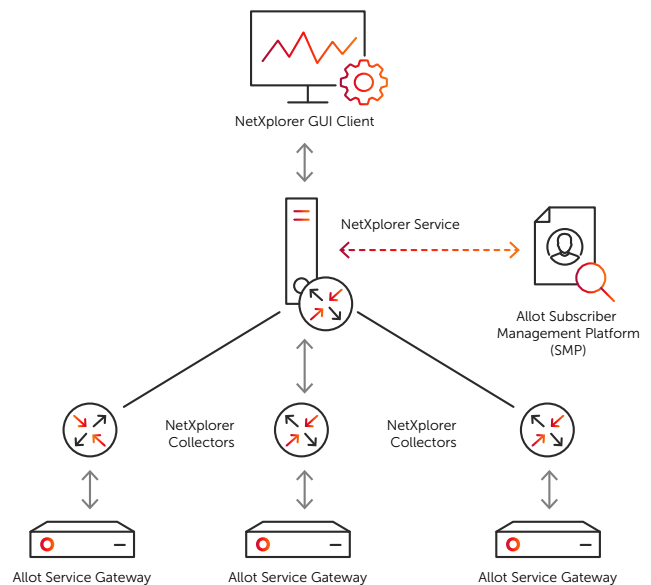 NetXplorer GUI Client
NetXplorer Service
Allot Subscriber
Management Platform
(SMP)
NetXplorer
Collectors
NetXplorer
Collectors
Allot Service Gateway
Allot Service Gateway
Allot Service Gateway